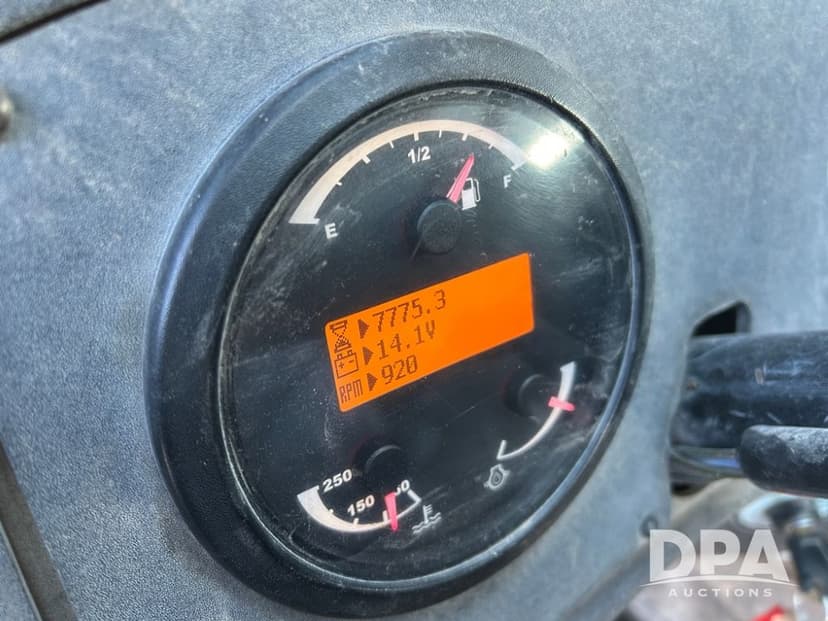 1/2
E
F
7775.3
14.1V
RPM 920
250
150
DPA
AUCTIONS